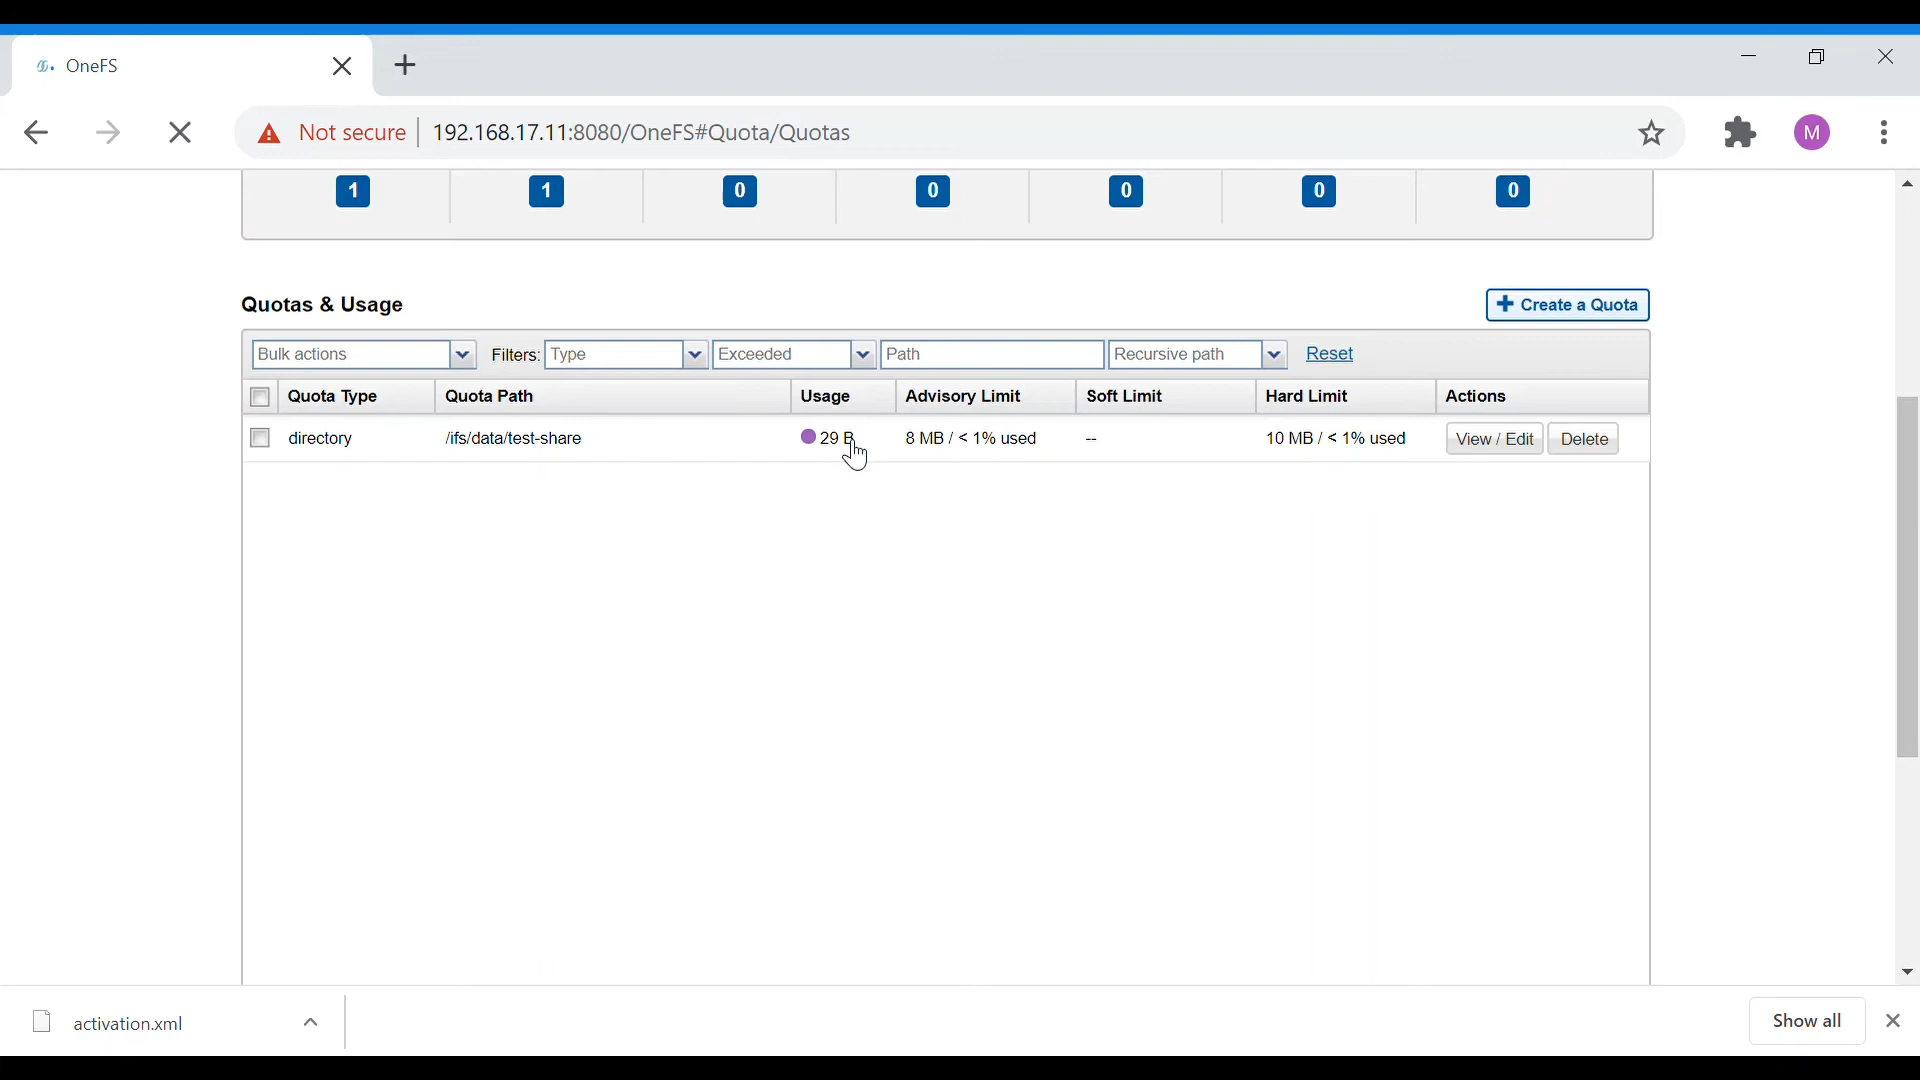 OneFS
Not secure 192.168.17.11:8080/OneFS#Quota/Quotas M
1 1 0 0 0 0 0
Quotas & Usage Create a Quota
Bulk actions Filters: Type Exceeded Path Recursive path Reset
Quota Type Quota Path Usage Advisory Limit Soft Limit Hard Limit Actions
directory /ifs/data/test-share 29 B 8 MB / < 1% used -- 10 MB / < 1% used View / Edit Delete
activation.xml Show all